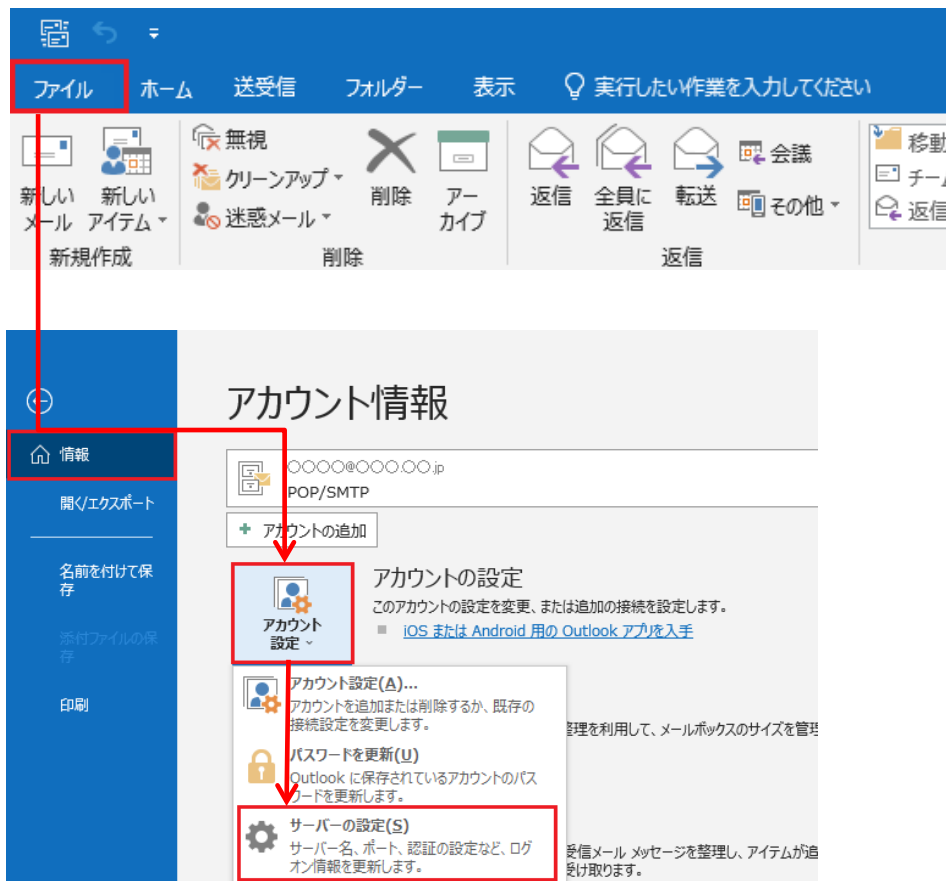 ファイル ホーム 送受信 フォルダー 表示 実行したい作業を入力してください
新しい
メール
新しい
アイテム
新規作成
無視
クリーンアップ
迷惑メール
削除
アー
カイブ
削除
返信
全員に
返信
転送
会議
その他
返信
移動
チーム
返信
アカウント情報
情報
開く/エクスポート
名前を付けて保
存
添付ファイルの保
存
印刷
○○○○@○○○.○○.jp
POP/SMTP
+ アカウントの追加
アカウント
設定
アカウントの設定
このアカウントの設定を変更、または追加の接続を設定します。
iOS または Android 用の Outlook アプリを入手
アカウント設定(A)...
アカウントを追加または削除するか、既存の
接続設定を変更します。
パスワードを更新(U)
Outlook に保存されているアカウントのパス
ワードを更新します。
サーバーの設定(S)
サーバー名、ポート、認証の設定など、ログ
オン情報を更新します。
整理を利用して、メールボックスのサイズを管理
受信メール メッセージを整理し、アイテムが追
受け取ります。